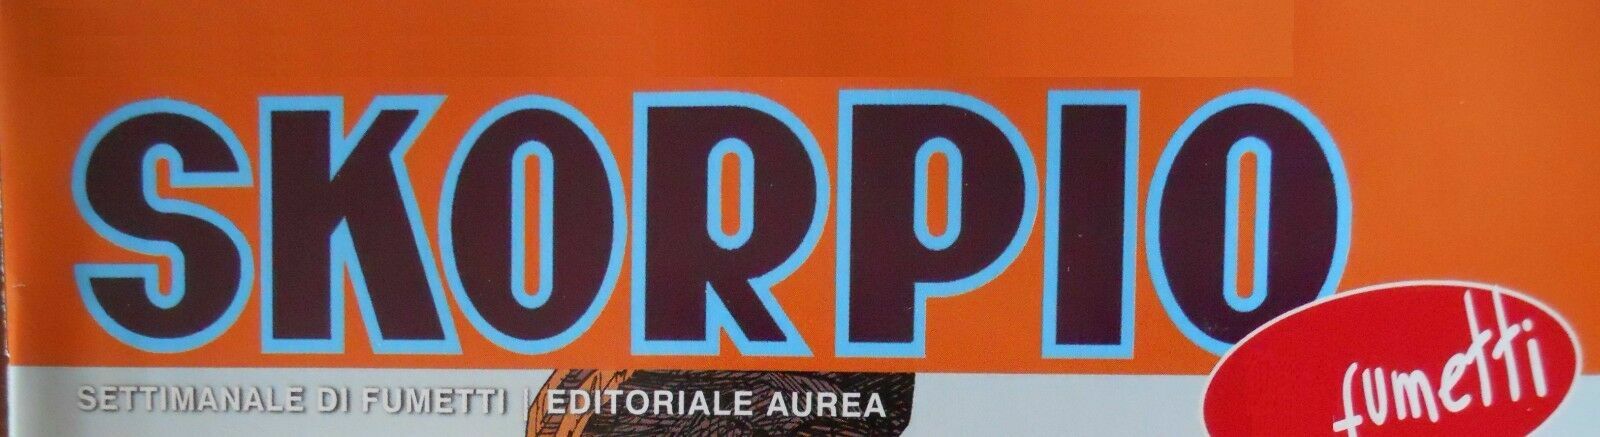 SKORPIO
SETTIMANALE DI FUMETTI | EDITORIALE AUREA
fumetti